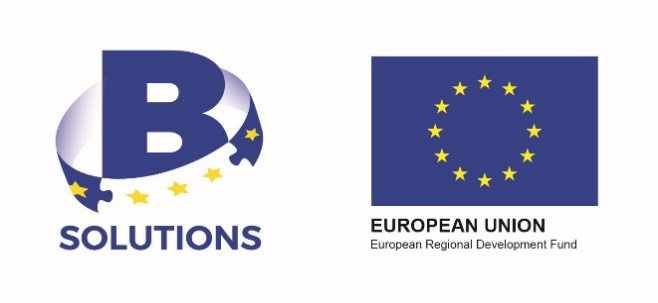 B
SOLUTIONS
EUROPEAN UNION
European Regional Development Fund